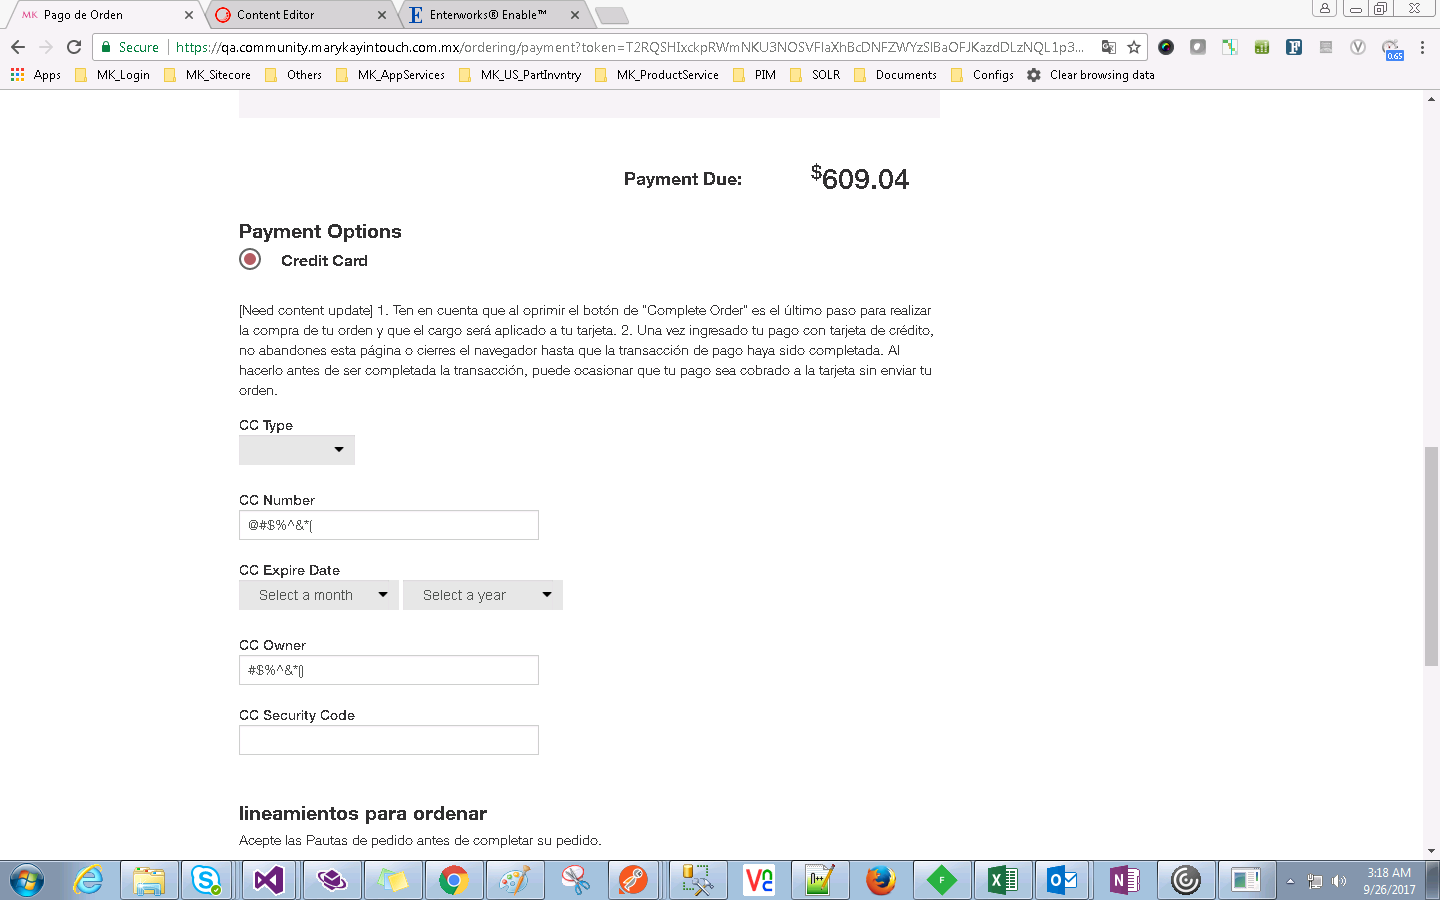 MK Pago de Orden
Content Editor
Enterworks® Enable™
Secure https://qa.community.marykayintouch.com.mx/ordering/payment?token=T2RQSHIxckpRWmNKU3NOSVFlaXhBcDNFZWYzSlBaOFJKazdDLzNQL1p3...
0.65
Apps MK_Login MK_Sitecore Others MK_AppServices MK_US_PartInvntry MK_ProductService PIM SOLR Documents Configs Clear browsing data
Payment Due: $609.04
Payment Options
Credit Card
[Need content update] 1. Ten en cuenta que al oprimir el botón de "Complete Order" es el último paso para realizar
la compra de tu orden y que el cargo será aplicado a tu tarjeta. 2. Una vez ingresado tu pago con tarjeta de crédito,
no abandones esta página o cierres el navegador hasta que la transacción de pago haya sido completada. Al
hacerlo antes de ser completada la transacción, puede ocasionar que tu pago sea cobrado a la tarjeta sin enviar tu
orden.
CC Type
CC Number
@#$%^&*(
CC Expire Date
Select a month Select a year
CC Owner
#$%^&*()
CC Security Code
lineamientos para ordenar
Acepte las Pautas de pedido antes de completar su pedido.
3:18 AM
9/26/2017